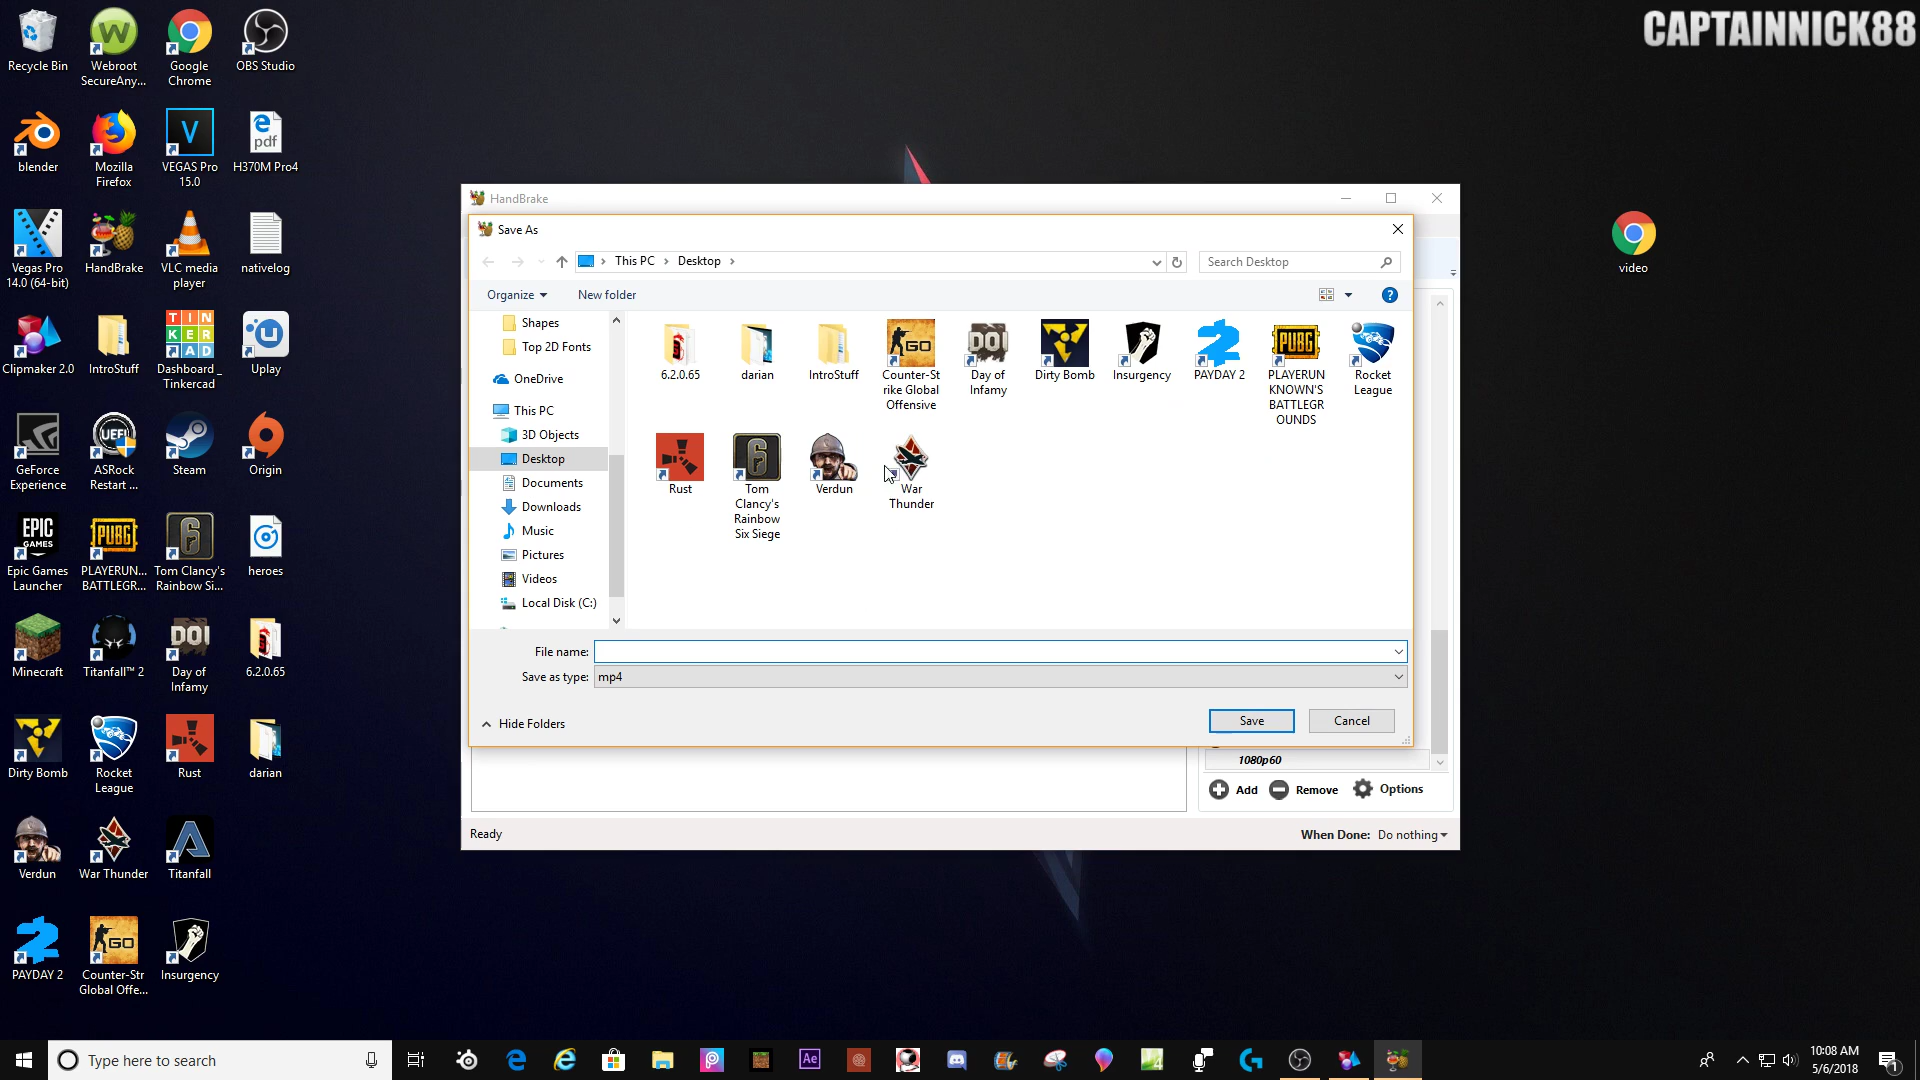 CAPTAINNICK88
Recycle Bin
Webroot
SecureAny...
Google
Chrome
OBS Studio
blender
Mozilla
Firefox
VEGAS Pro
15.0
H370M Pro4
Vegas Pro
14.0 (64-bit)
HandBrake
VLC media
player
nativelog
Clipmaker 2.0
IntroStuff
Dashboard _
Tinkercad
Uplay
GeForce
Experience
ASRock
Restart ...
Steam
Origin
Epic Games
Launcher
PLAYERUN...
BATTLEGR...
Tom Clancy's
Rainbow Si...
heroes
Minecraft
Titanfall™ 2
Day of
Infamy
6.2.0.65
Dirty Bomb
Rocket
League
Rust
darian
Verdun
War Thunder
Titanfall
PAYDAY 2
Counter-Str
Global Offe...
Insurgency
video
HandBrake
Save As
This PC > Desktop >
Search Desktop
Organize
New folder
Shapes
Top 2D Fonts
OneDrive
This PC
3D Objects
Desktop
Documents
Downloads
Music
Pictures
Videos
Local Disk (C:)
6.2.0.65
darian
IntroStuff
Counter-St
rike Global
Offensive
Day of
Infamy
Dirty Bomb
Insurgency
PAYDAY 2
PLAYERUN
KNOWN'S
BATTLEGR
OUNDS
Rocket
League
Rust
Tom
Clancy's
Rainbow
Six Siege
Verdun
War
Thunder
File name:
Save as type: mp4
Hide Folders
Save
Cancel
1080p60
Add
Remove
Options
Ready
When Done: Do nothing
Type here to search
10:08 AM
5/6/2018